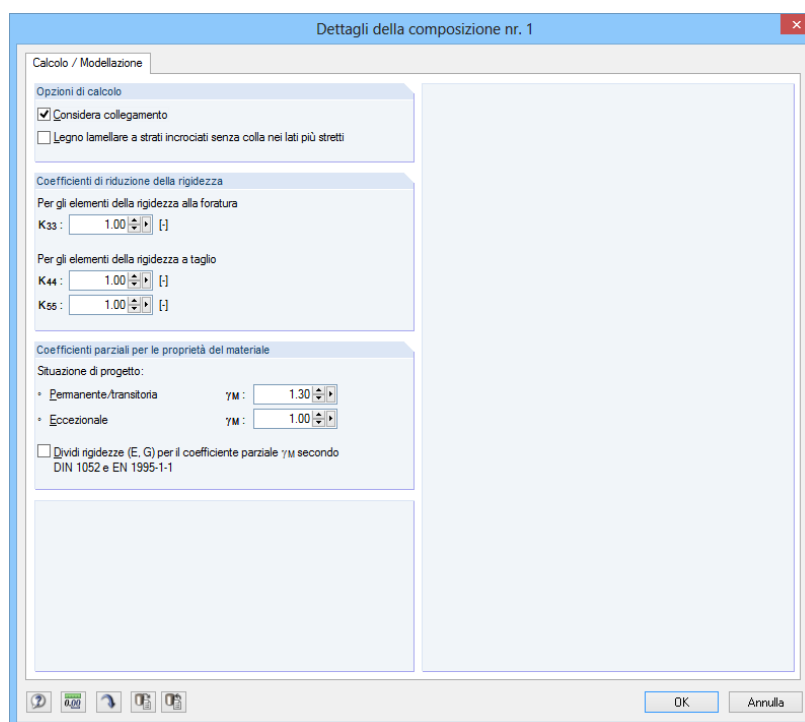 Dettagli della composizione nr. 1
Calcolo / Modellazione
Opzioni di calcolo
Considera collegamento
Legno lamellare a strati incrociati senza colla nei lati più stretti
Coefficienti di riduzione della rigidezza
Per gli elementi della rigidezza alla foratura
K33 : 1.00 [-]
Per gli elementi della rigidezza a taglio
K44 : 1.00 [-]
K55 : 1.00 [-]
Coefficienti parziali per le proprietà del materiale
Situazione di progetto:
Permanente/transitoria γM : 1.30
Eccezionale γM : 1.00
Dividi rigidezze (E, G) per il coefficiente parziale γM secondo
DIN 1052 e EN 1995-1-1
0.00
OK Annulla